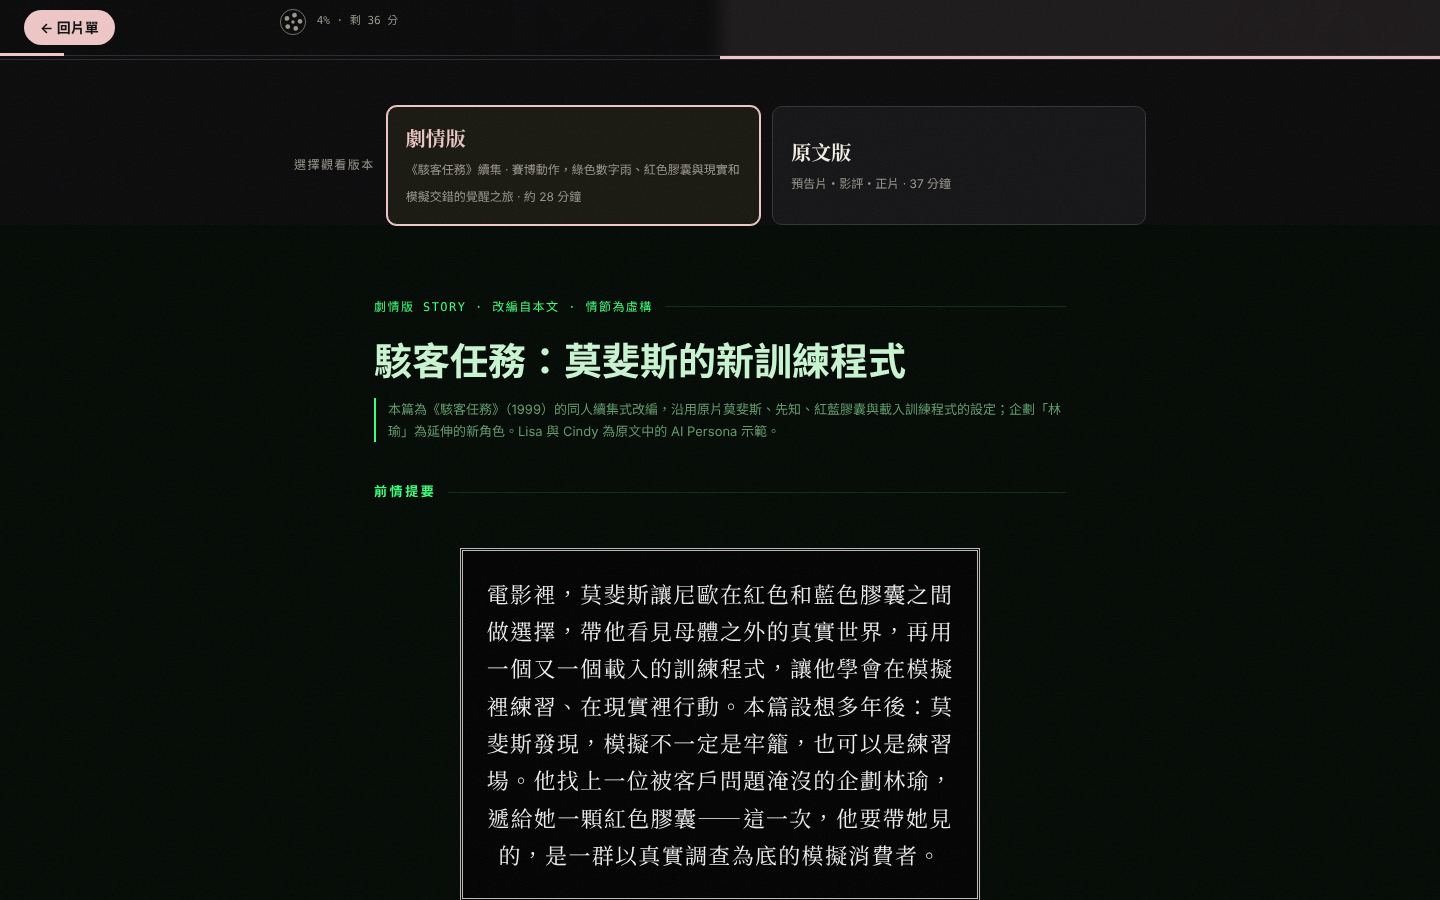 ← 回片單
4% · 剩 36 分
選擇觀看版本
劇情版
《駭客任務》續集 · 賽博動作，綠色數字雨、紅色膠囊與現實和
模擬交錯的覺醒之旅 · 約 28 分鐘
原文版
預告片・影評・正片 · 37 分鐘
劇情版 STORY · 改編自本文 · 情節為虛構
駭客任務：莫斐斯的新訓練程式
本篇為《駭客任務》（1999）的同人續集式改編，沿用原片莫斐斯、先知、紅藍膠囊與載入訓練程式的設定；企劃「林
瑜」為延伸的新角色。Lisa 與 Cindy 為原文中的 AI Persona 示範。
前情提要
電影裡，莫斐斯讓尼歐在紅色和藍色膠囊之間
做選擇，帶他看見母體之外的真實世界，再用
一個又一個載入的訓練程式，讓他學會在模擬
裡練習、在現實裡行動。本篇設想多年後：莫
斐斯發現，模擬不一定是牢籠，也可以是練習
場。他找上一位被客戶問題淹沒的企劃林瑜，
遞給她一顆紅色膠囊——這一次，他要帶她見
的，是一群以真實調查為底的模擬消費者。